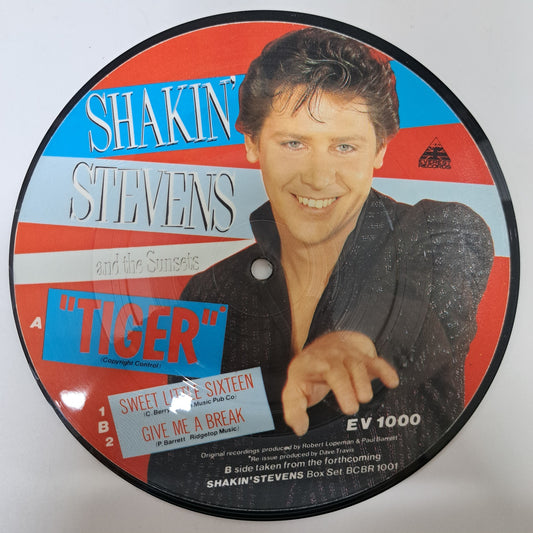 SHAKIN'
STEVENS
and the Sunsets
A "TIGER"*
(Copyright Control)
1 SWEET LITTLE SIXTEEN
B (C. Berry Music Pub Co)
2 GIVE ME A BREAK
(P. Barrett Ridgetop Music)
EV 1000
Original recordings produced by Robert Lopeman & Paul Barrett
*Re issue produced by Dave Travis
B side taken from the forthcoming
SHAKIN' STEVENS Box Set. BCBR 1001